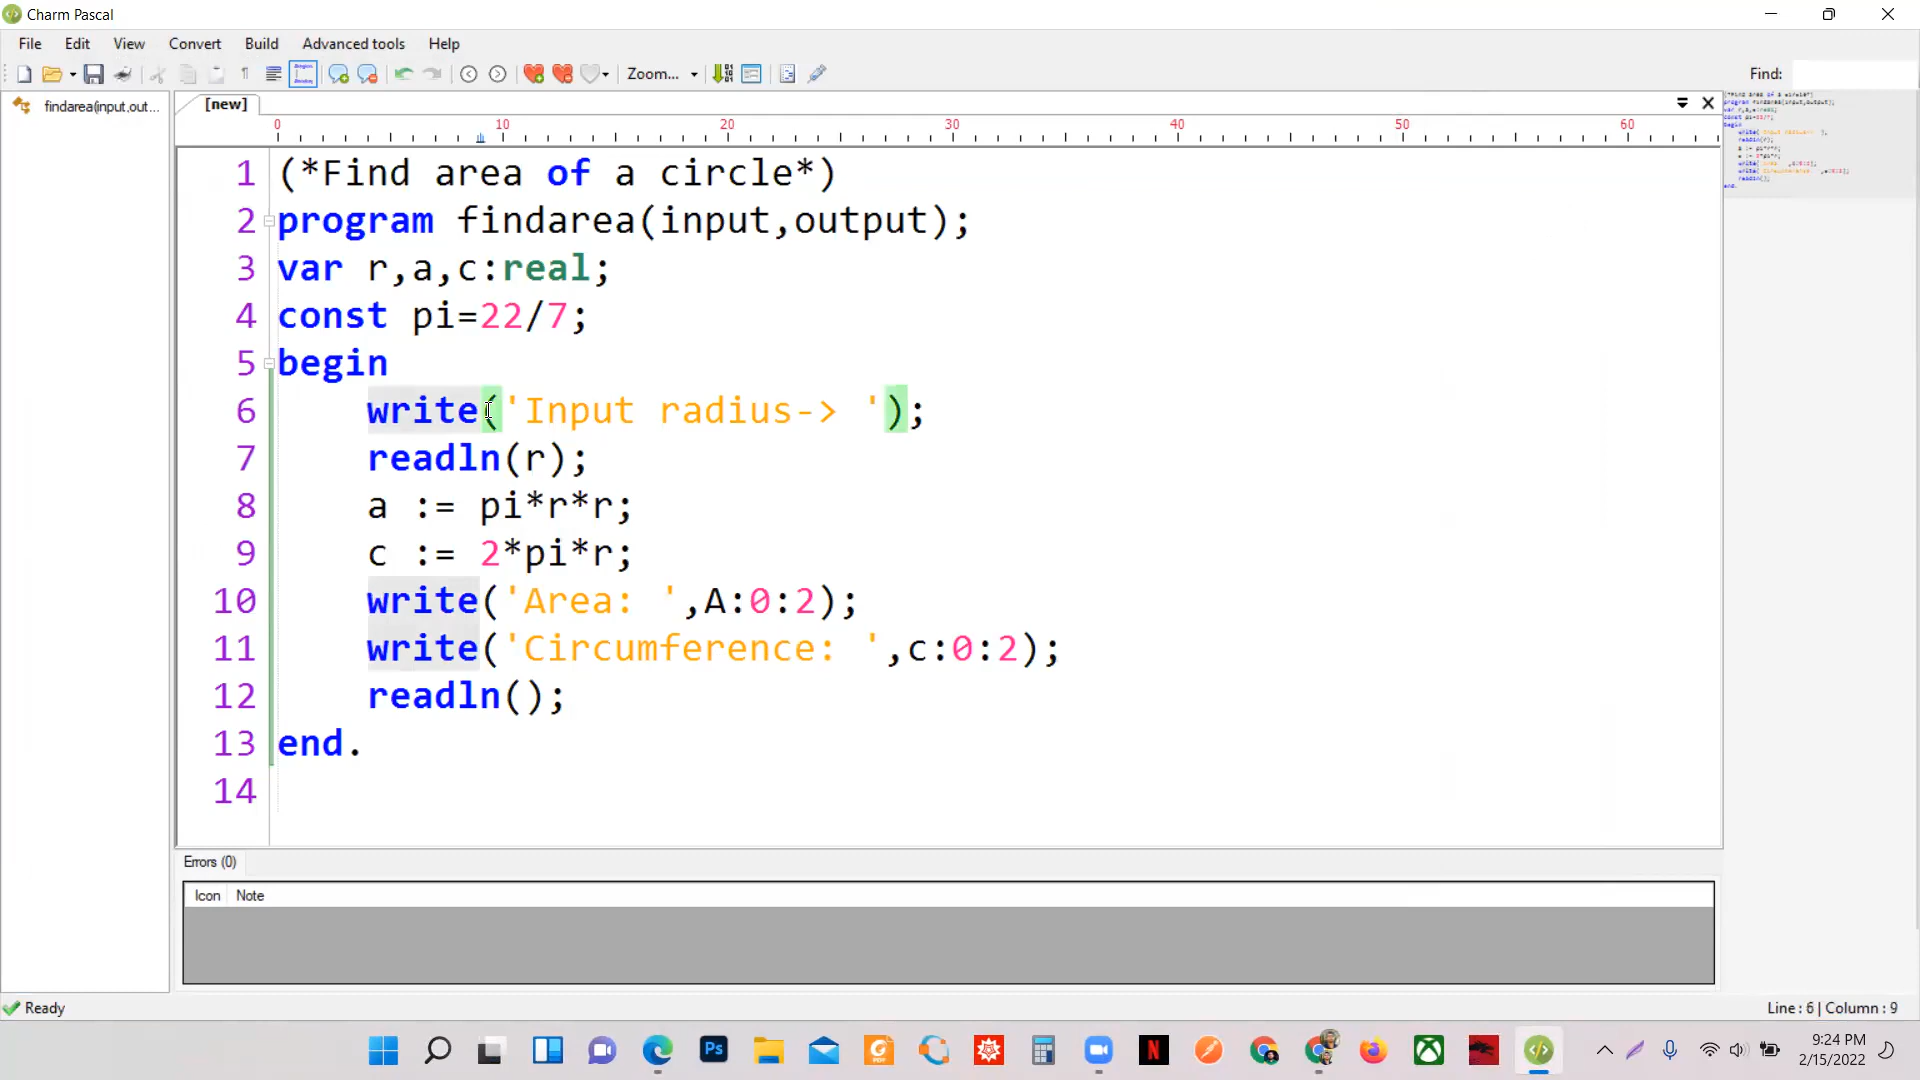 Charm Pascal
File Edit View Convert Build Advanced tools Help
Zoom... Find:
findarea(input,out...
[new]
0 10 20 30 40 50 60
1 (*Find area of a circle*)
2 program findarea(input,output);
3 var r,a,c:real;
4 const pi=22/7;
5 begin
6 write('Input radius-> ');
7 readln(r);
8 a := pi*r*r;
9 c := 2*pi*r;
10 write('Area: ',A:0:2);
11 write('Circumference: ',c:0:2);
12 readln();
13 end.
14
Errors (0)
Icon Note
Ready
Line : 6 | Column : 9
Ps
PDF
N
9:24 PM
2/15/2022